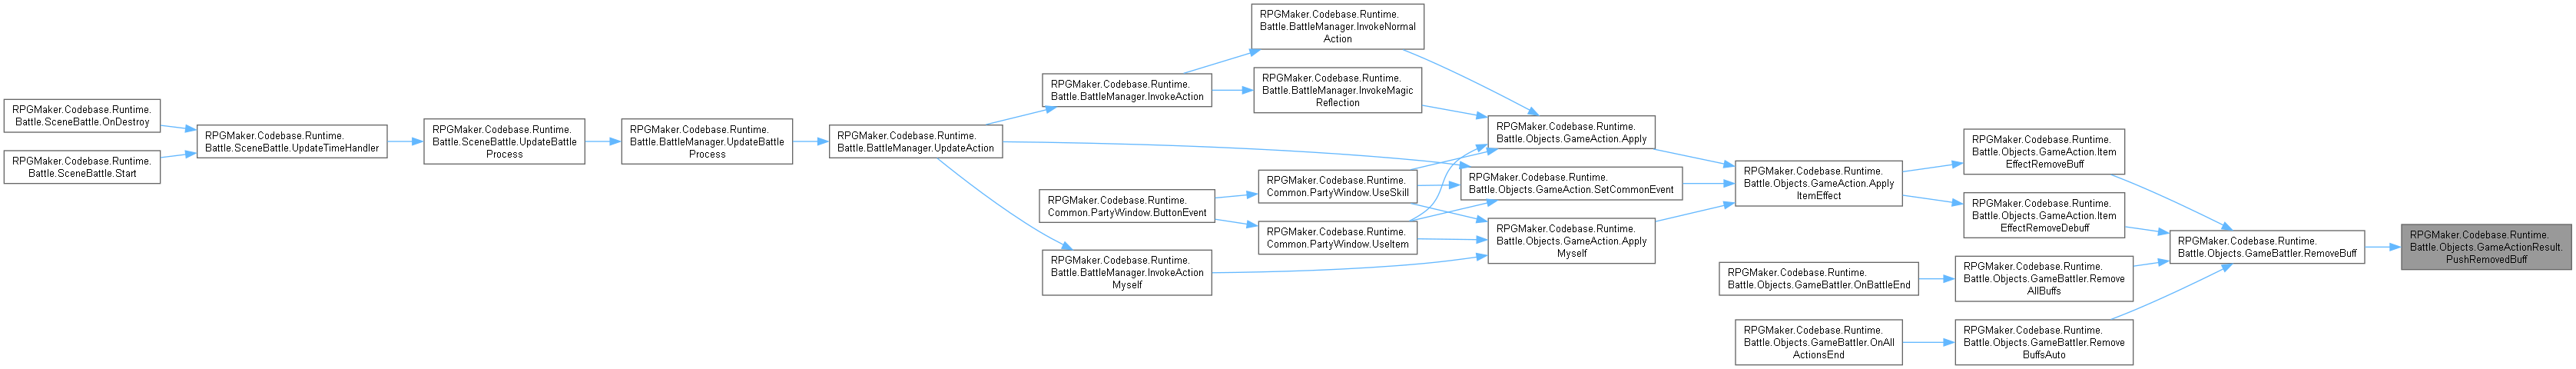 RPGMaker.Codebase.Runtime.
Battle.SceneBattle.OnDestroy
RPGMaker.Codebase.Runtime.
Battle.SceneBattle.Start
RPGMaker.Codebase.Runtime.
Battle.SceneBattle.UpdateTimeHandler
RPGMaker.Codebase.Runtime.
Battle.SceneBattle.UpdateBattle
Process
RPGMaker.Codebase.Runtime.
Battle.BattleManager.UpdateBattle
Process
RPGMaker.Codebase.Runtime.
Battle.BattleManager.UpdateAction
RPGMaker.Codebase.Runtime.
Battle.BattleManager.InvokeAction
RPGMaker.Codebase.Runtime.
Common.PartyWindow.ButtonEvent
RPGMaker.Codebase.Runtime.
Battle.BattleManager.InvokeAction
Myself
RPGMaker.Codebase.Runtime.
Battle.BattleManager.InvokeNormal
Action
RPGMaker.Codebase.Runtime.
Battle.BattleManager.InvokeMagic
Reflection
RPGMaker.Codebase.Runtime.
Common.PartyWindow.UseSkill
RPGMaker.Codebase.Runtime.
Common.PartyWindow.UseItem
RPGMaker.Codebase.Runtime.
Battle.Objects.GameAction.Apply
RPGMaker.Codebase.Runtime.
Battle.Objects.GameAction.SetCommonEvent
RPGMaker.Codebase.Runtime.
Battle.Objects.GameAction.Apply
Myself
RPGMaker.Codebase.Runtime.
Battle.Objects.GameAction.Apply
ItemEffect
RPGMaker.Codebase.Runtime.
Battle.Objects.GameBattler.OnBattleEnd
RPGMaker.Codebase.Runtime.
Battle.Objects.GameBattler.OnAll
ActionsEnd
RPGMaker.Codebase.Runtime.
Battle.Objects.GameAction.Item
EffectRemoveBuff
RPGMaker.Codebase.Runtime.
Battle.Objects.GameAction.Item
EffectRemoveDebuff
RPGMaker.Codebase.Runtime.
Battle.Objects.GameBattler.Remove
AllBuffs
RPGMaker.Codebase.Runtime.
Battle.Objects.GameBattler.Remove
BuffsAuto
RPGMaker.Codebase.Runtime.
Battle.Objects.GameBattler.RemoveBuff
RPGMaker.Codebase.Runtime.
Battle.Objects.GameActionResult.
PushRemovedBuff